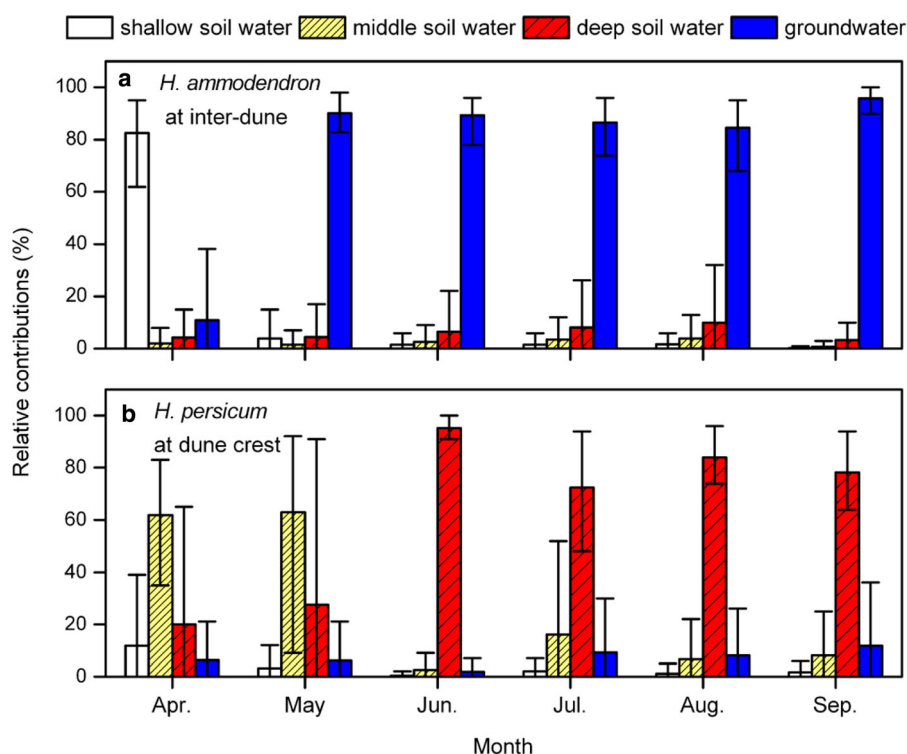 shallow soil water middle soil water deep soil water groundwater
a H. ammodendron
at inter-dune
100
80
60
40
20
0
b H. persicum
at dune crest
100
80
60
40
20
0
Relative contributions (%)
Apr. May Jun. Jul. Aug. Sep.
Month